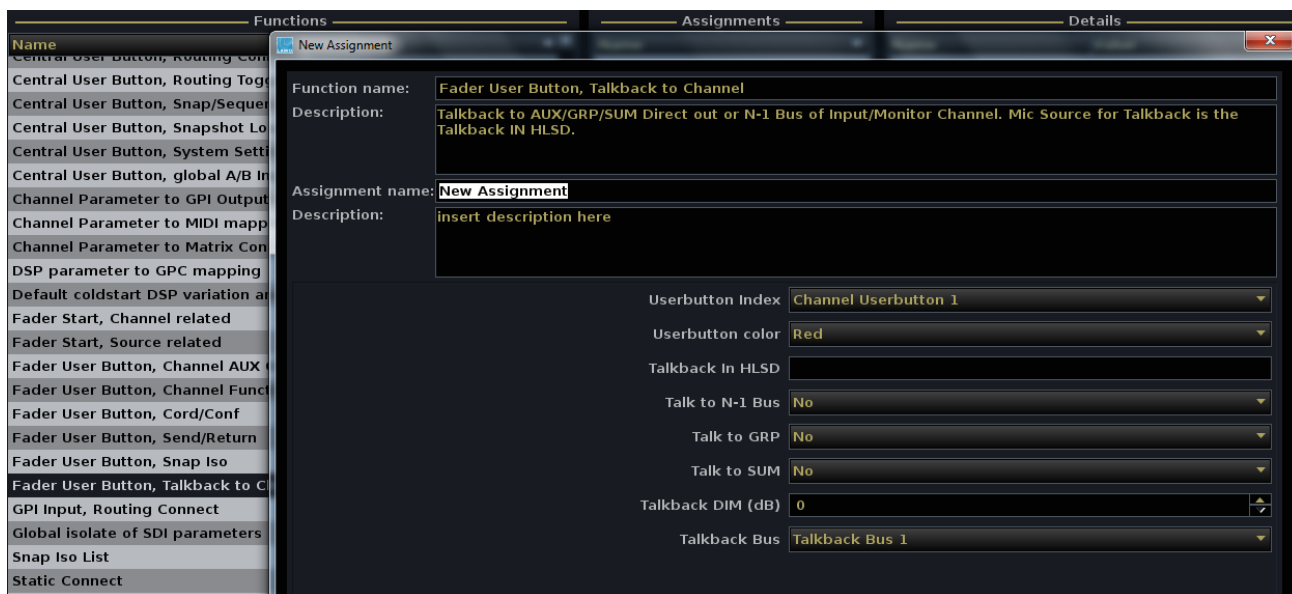 Functions
Assignments
Details
Name
Central User Button, Routing Con
Central User Button, Routing Togg
Central User Button, Snap/Sequen
Central User Button, Snapshot Lo
Central User Button, System Setti
Central User Button, global A/B In
Channel Parameter to GPI Output
Channel Parameter to MIDI mapp
Channel Parameter to Matrix Con
DSP parameter to GPC mapping
Default coldstart DSP variation an
Fader Start, Channel related
Fader Start, Source related
Fader User Button, Channel AUX
Fader User Button, Channel Funct
Fader User Button, Cord/Conf
Fader User Button, Send/Return
Fader User Button, Snap Iso
Fader User Button, Talkback to C
GPI Input, Routing Connect
Global isolate of SDI parameters
Snap Iso List
Static Connect
New Assignment
Function name: Fader User Button, Talkback to Channel
Description: Talkback to AUX/GRP/SUM Direct out or N-1 Bus of Input/Monitor Channel. Mic Source for Talkback is the
Talkback IN HLSD.
Assignment name: New Assignment
Description: insert description here
Userbutton Index Channel Userbutton 1
Userbutton color Red
Talkback In HLSD
Talk to N-1 Bus No
Talk to GRP No
Talk to SUM No
Talkback DIM (dB) 0
Talkback Bus Talkback Bus 1